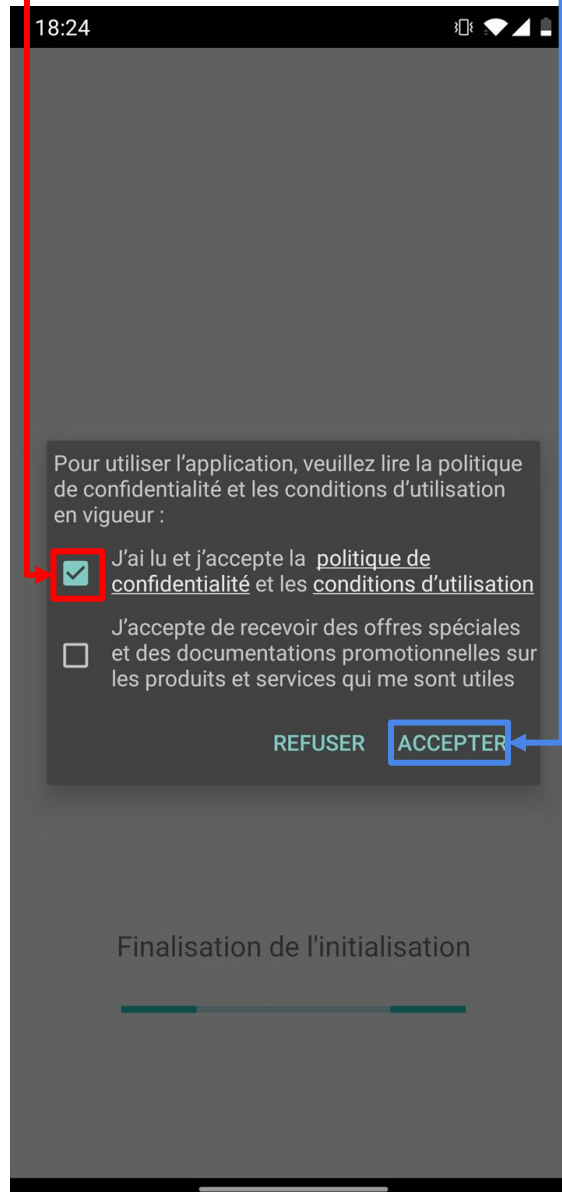 18:24
Pour utiliser l’application, veuillez lire la politique
de confidentialité et les conditions d’utilisation
en vigueur :
J’ai lu et j’accepte la politique de
confidentialité et les conditions d’utilisation
J’accepte de recevoir des offres spéciales
et des documentations promotionnelles sur
les produits et services qui me sont utiles
REFUSER ACCEPTER
Finalisation de l'initialisation